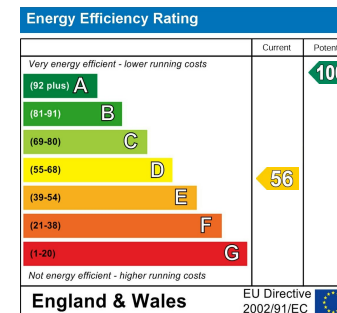 Energy Efficiency Rating
Current
Very energy efficient - lower running costs
(92 plus) A
(81-91) B
(69-80) C
(55-68) D
(39-54) E
(21-38) F
(1-20) G
56
Not energy efficient - higher running costs
England & Wales
EU Directive
2002/91/EC